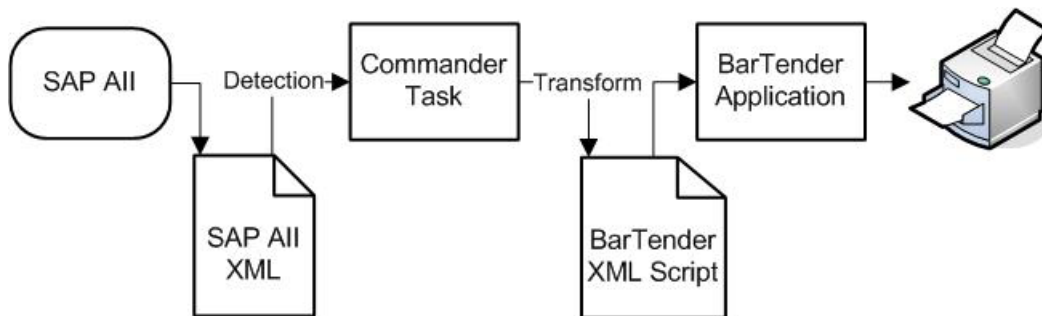 SAP AII
Detection
Commander
Task
Transform
BarTender
Application
SAP AII
XML
BarTender
XML Script